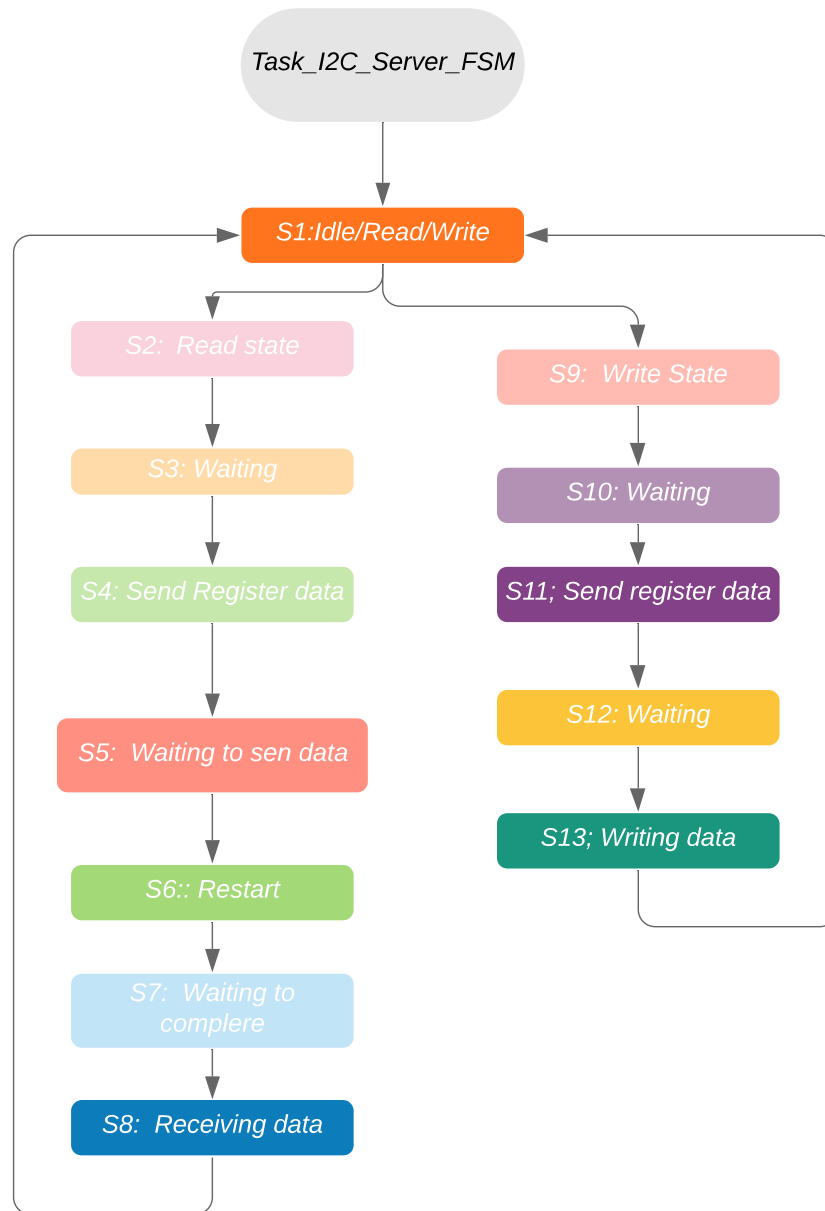 Task_I2C_Server_FSM
S1:Idle/Read/Write
S2: Read state
S3: Waiting
S4: Send Register data
S5: Waiting to sen data
S6:: Restart
S7: Waiting to
complere
S8: Receiving data
S9: Write State
S10: Waiting
S11; Send register data
S12: Waiting
S13; Writing data